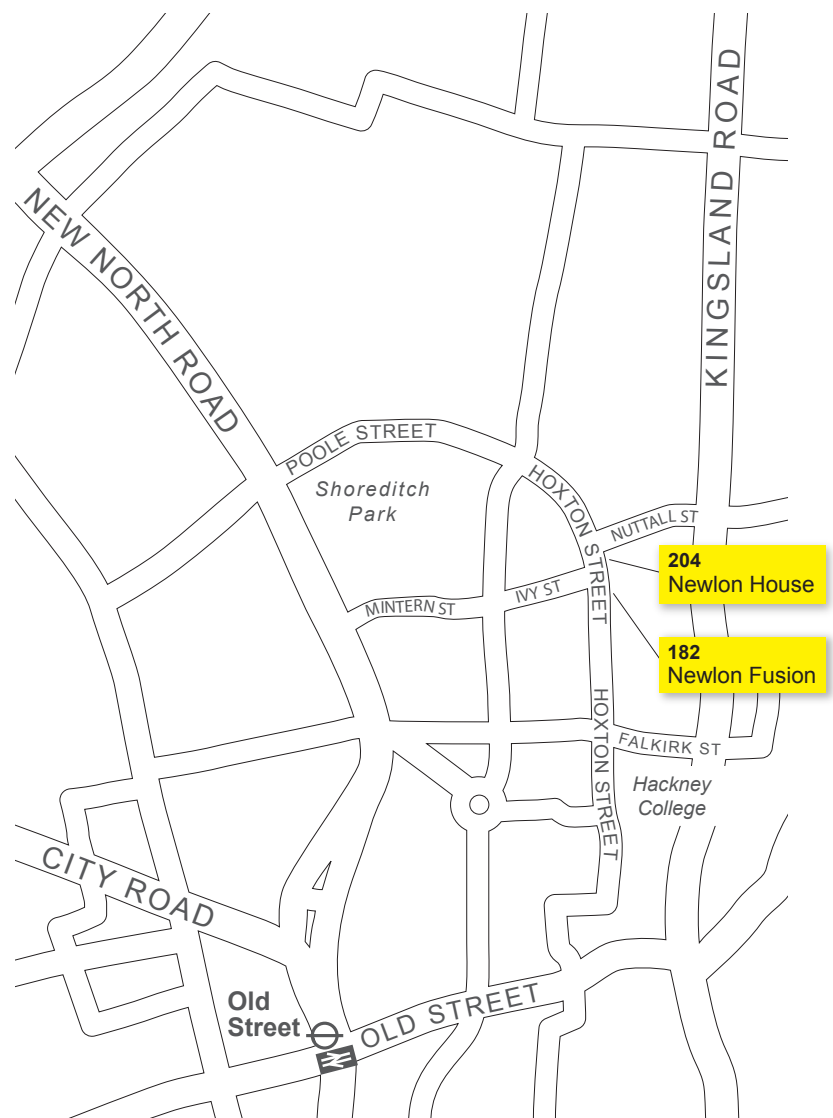 KINGSLAND ROAD
NEW NORTH ROAD
POOLE STREET
Shoreditch
Park
HOXTON STREET
NUTTALL ST
204
Newlon House
IVY ST
MINTERN ST
182
Newlon Fusion
HOXTON STREET
FALKIRK ST
Hackney
College
CITY ROAD
Old
Street
OLD STREET